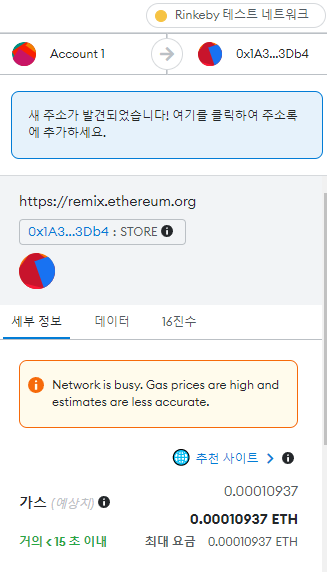 Rinkeby 테스트 네트워크
Account 1
0x1A3...3Db4
새 주소가 발견되었습니다! 여기를 클릭하여 주소록
에 추가하세요.
https://remix.ethereum.org
0x1A3...3Db4 : STORE
세부 정보 데이터 16진수
Network is busy. Gas prices are high and
estimates are less accurate.
추천 사이트
0.00010937
가스 (예상치)
0.00010937 ETH
거의 < 15 초 이내 최대 요금 0.00010937 ETH